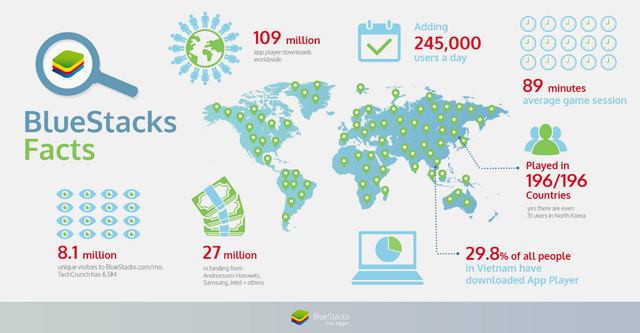 BlueStacks
Facts
109 million
app player downloads
worldwide
Adding
245,000
users a day
89 minutes
average game session
Played in
196/196
Countries
yes there are even
31 users in North Korea
8.1 million
unique visitors to BlueStacks.com/mo.
TechCrunch has 6.5M
27 million
in funding from
Andreessen-Horowitz,
Samsung, Intel + others
29.8% of all people
in Vietnam have
downloaded App Player
BlueStacks